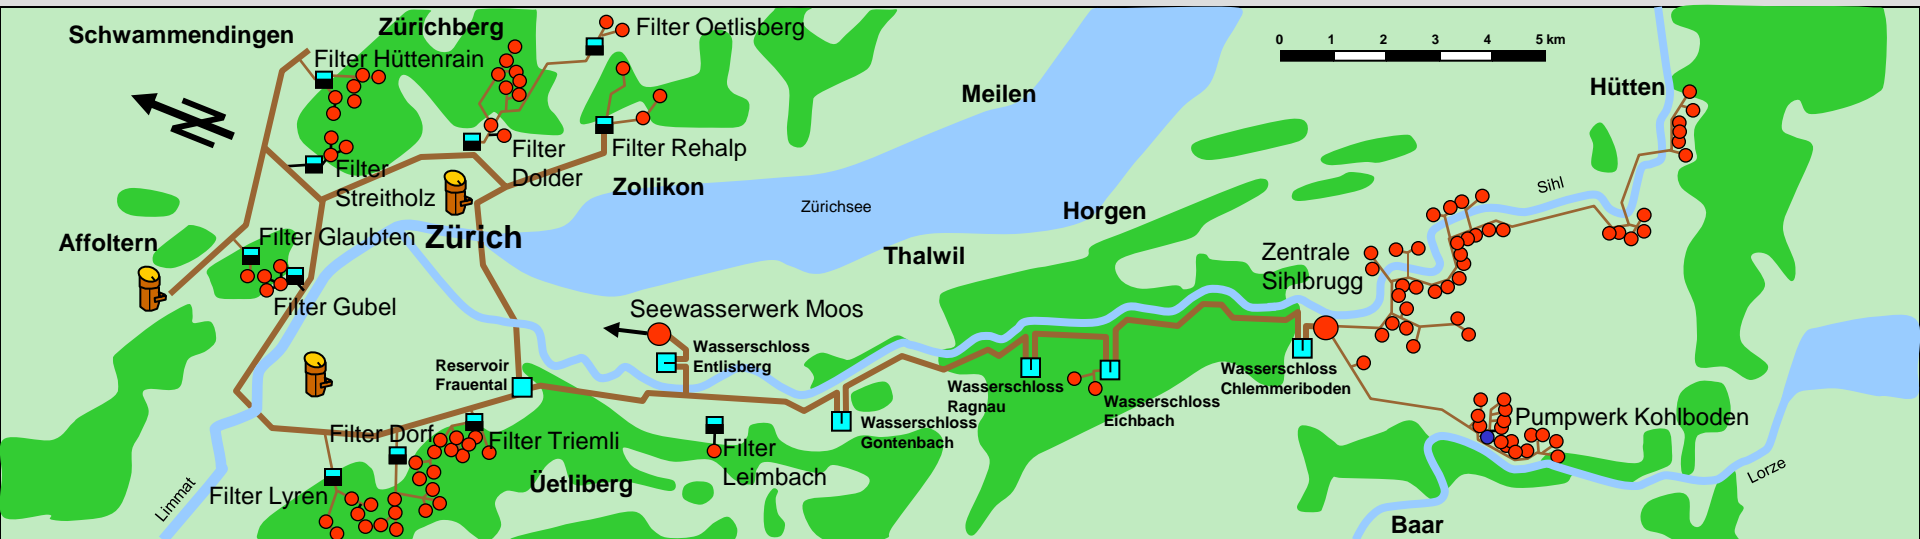 Schwammendingen
Zürichberg
Filter Oetlisberg
Filter Hüttenrain
0 1 2 3 4 5 km
Meilen
Hütten
Filter
Dolder
Filter Rehalp
Filter
Streitholz
Zollikon
Zürichsee
Horgen
Sihl
Affoltern
Filter Glaubten
Zürich
Thalwil
Zentrale
Sihlbrugg
Filter Gubel
Seewasserwerk Moos
Wasserschloss
Entlisberg
Reservoir
Frauental
Wasserschloss
Ragnau
Wasserschloss
Chlemmeriboden
Wasserschloss
Eichbach
Wasserschloss
Gontenbach
Pumpwerk Kohlboden
Filter Dorf
Filter Triemli
Filter
Leimbach
Üetliberg
Filter Lyren
Limmat
Lorze
Baar